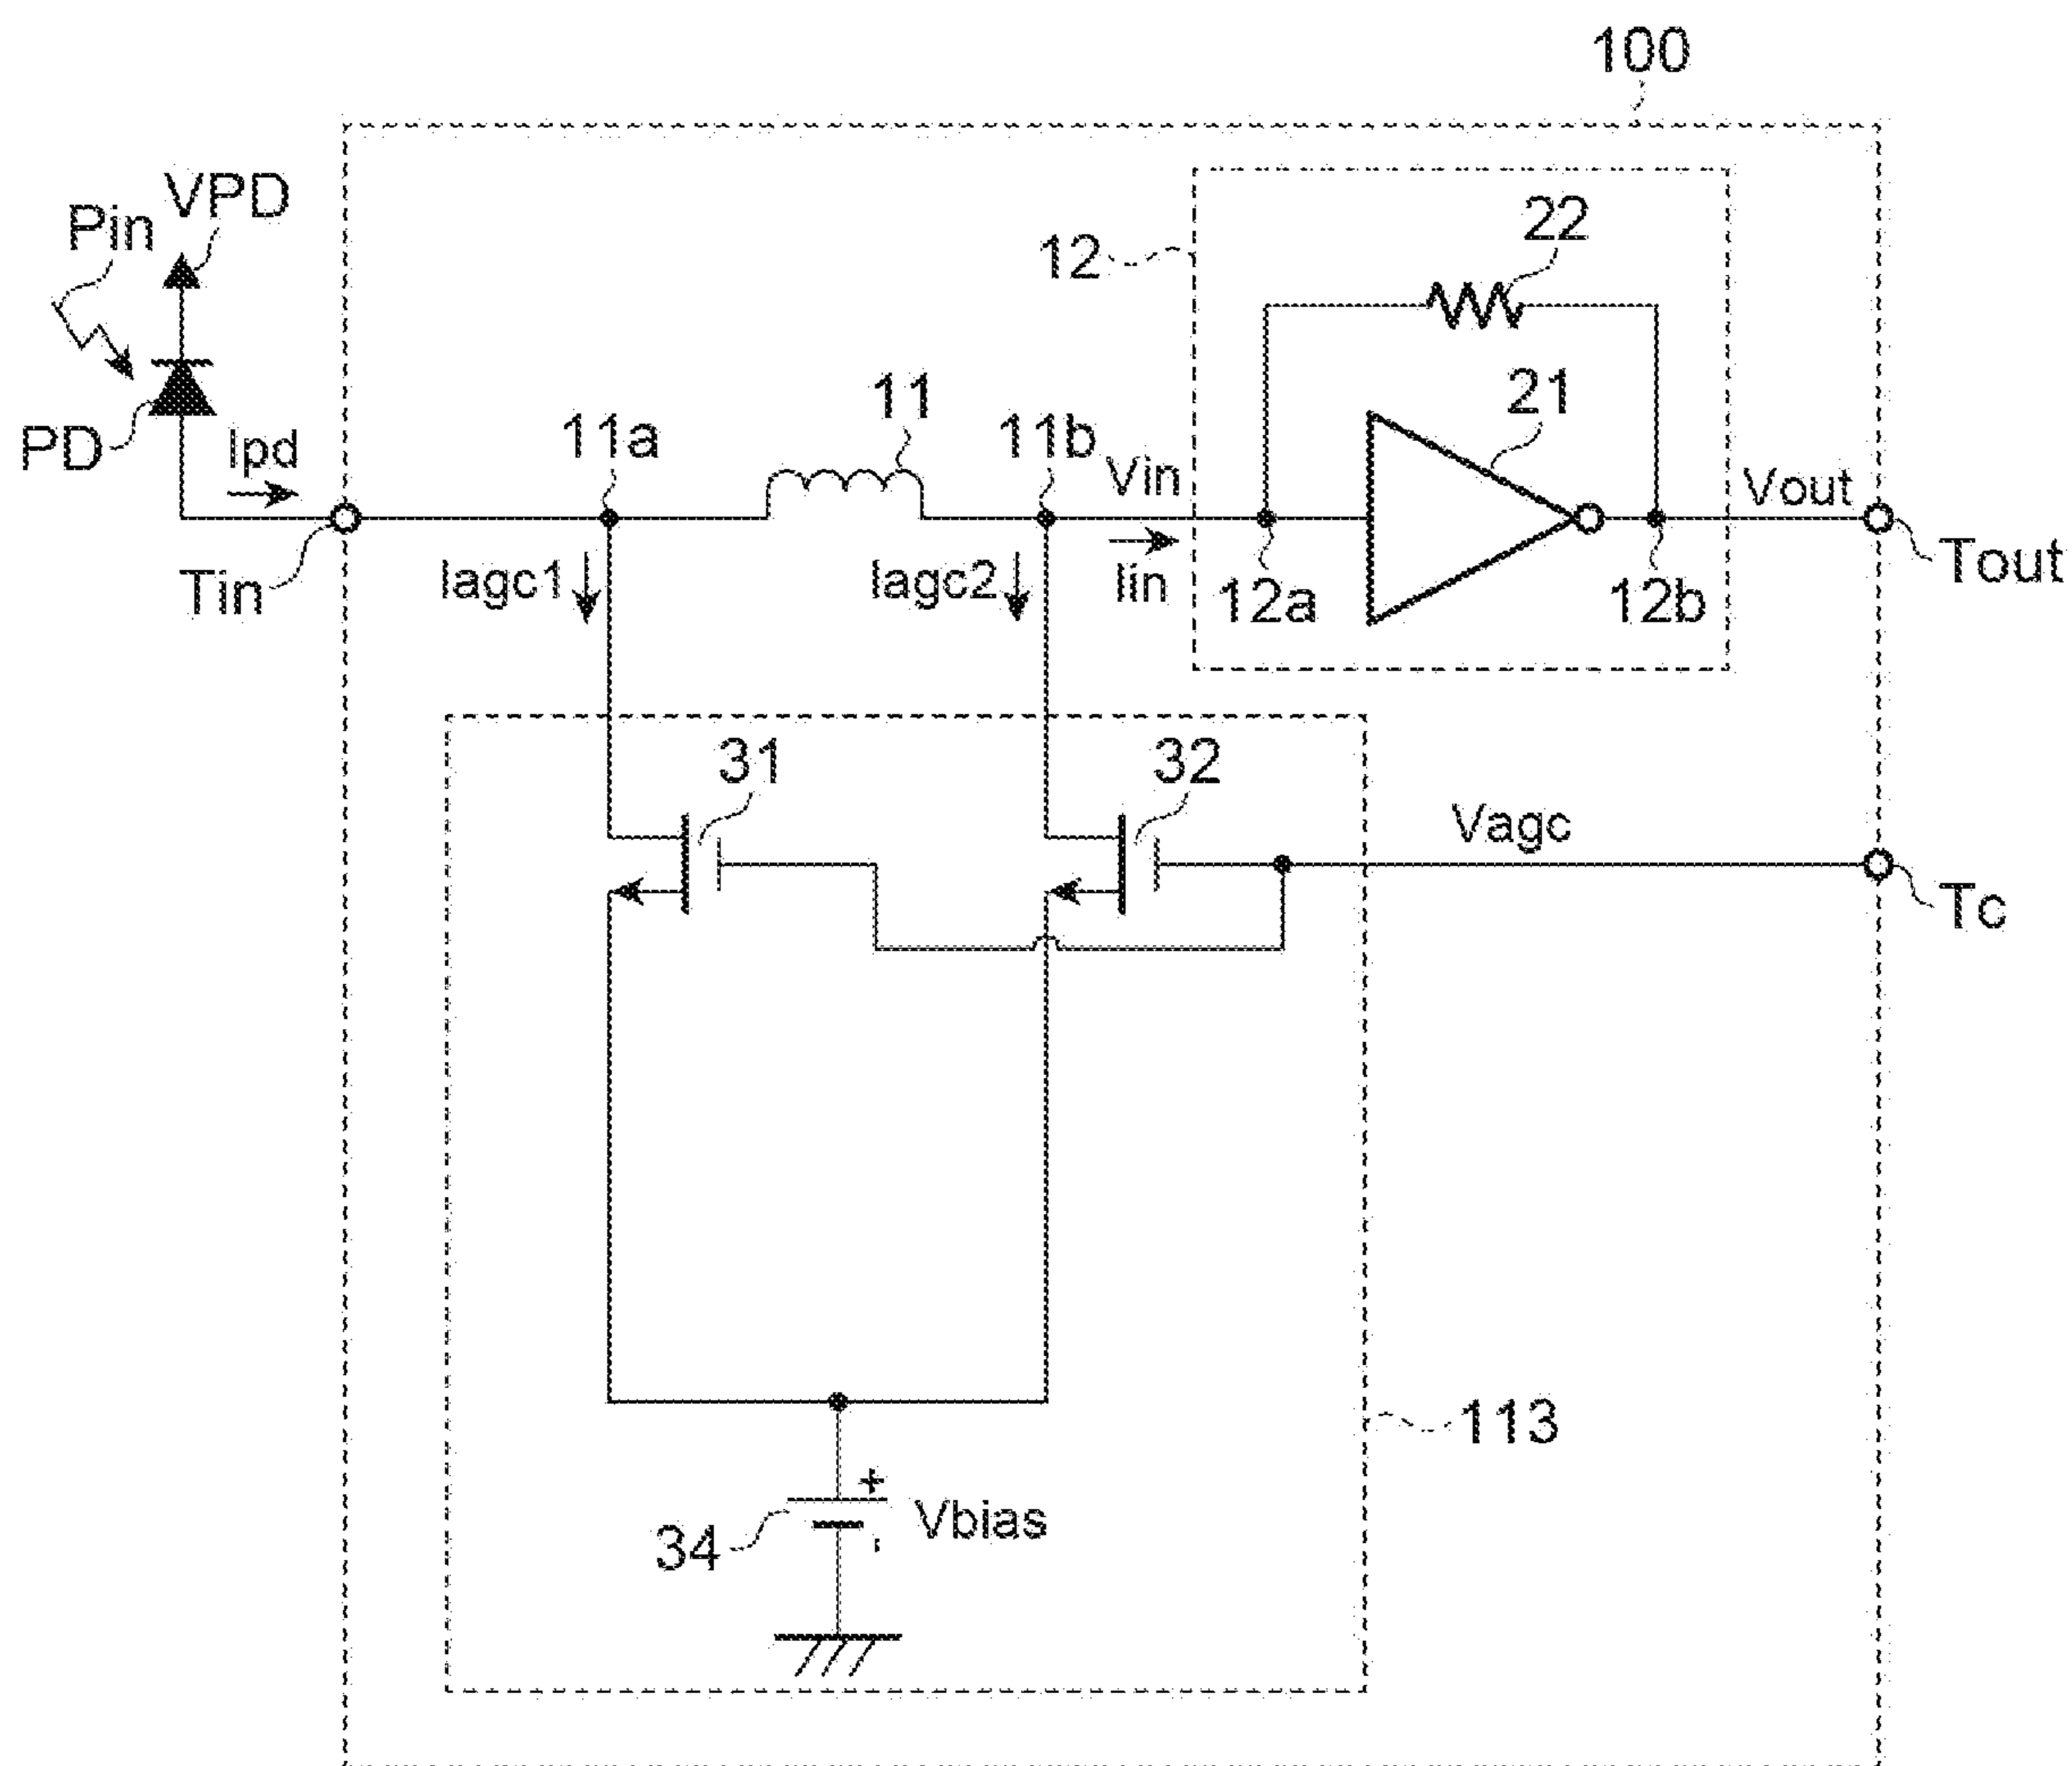 100
VPD
Pin
22
12
11
21
11a
11b
PD
Ipd
Vin
Vout
Tin
Iagc1
Iagc2
Iin
12a
12b
Tout
31
32
Vagc
Tc
113
+
Vbias
34
-